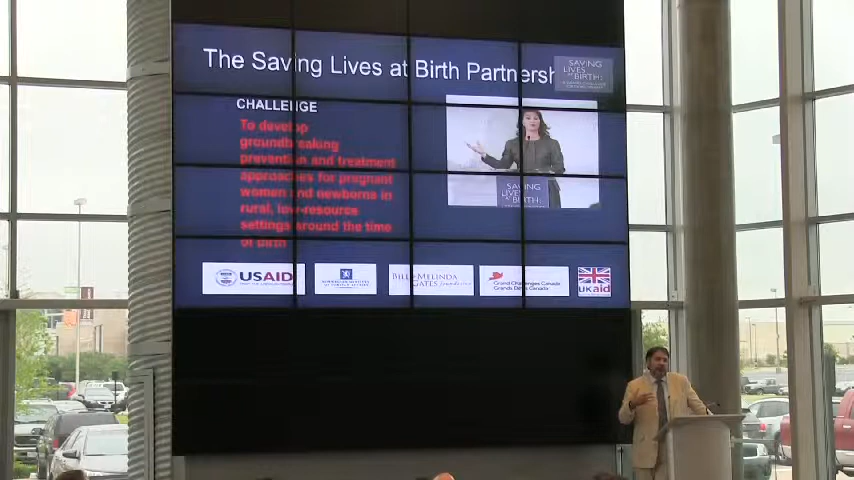 The Saving Lives at Birth Partnersh
SAVING
LIVES
at BIRTH:
CHALLENGE
To develop
groundbreaking
prevention and treatment
approaches for pregnant
women and newborns in
rural, low-resource
settings around the time
of birth
SAVING
LIVES
at BIRTH
USAID
BILL & MELINDA
GATES foundation
Grand Challenges Canada
Grands Défis Canada
UKaid